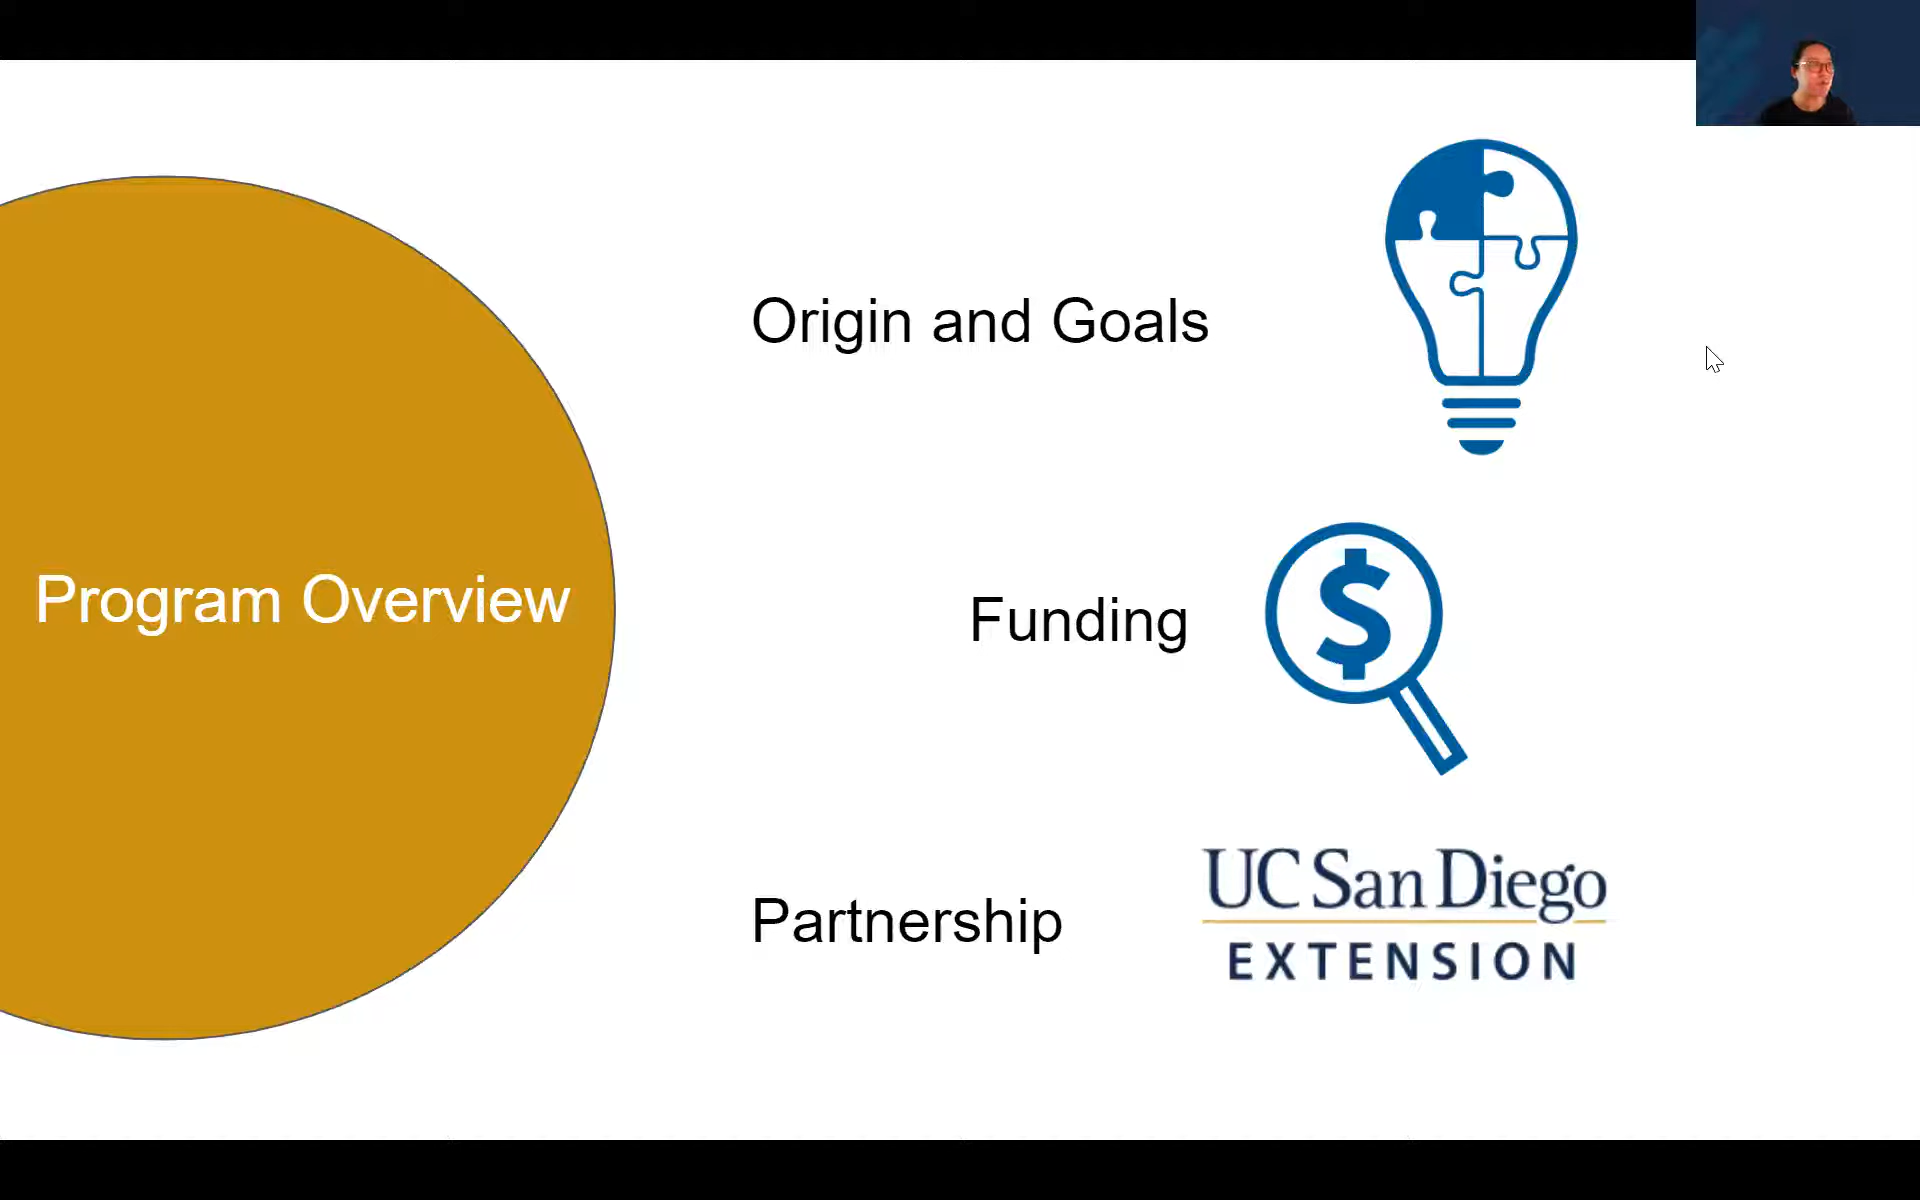 Program Overview
Origin and Goals
$
Funding
Partnership
UC San Diego
EXTENSION